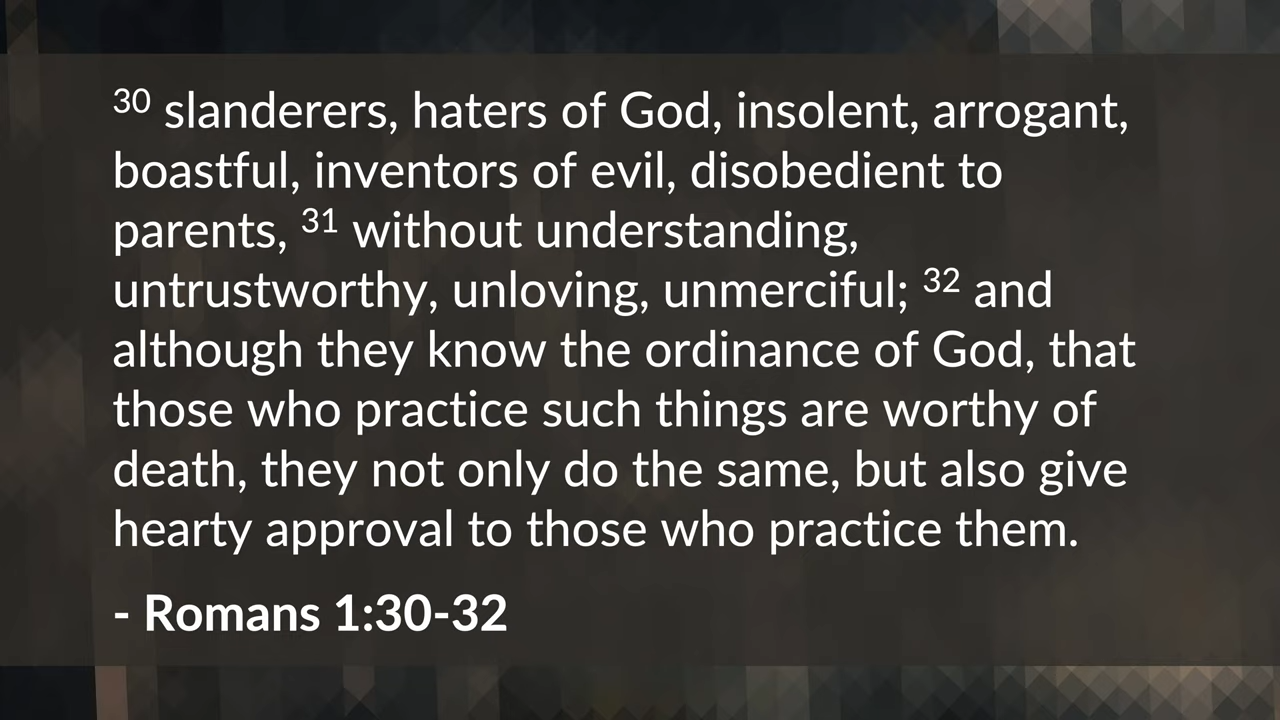 30 slanderers, haters of God, insolent, arrogant,
boastful, inventors of evil, disobedient to
parents, 31 without understanding,
untrustworthy, unloving, unmerciful; 32 and
although they know the ordinance of God, that
those who practice such things are worthy of
death, they not only do the same, but also give
hearty approval to those who practice them.
- Romans 1:30-32